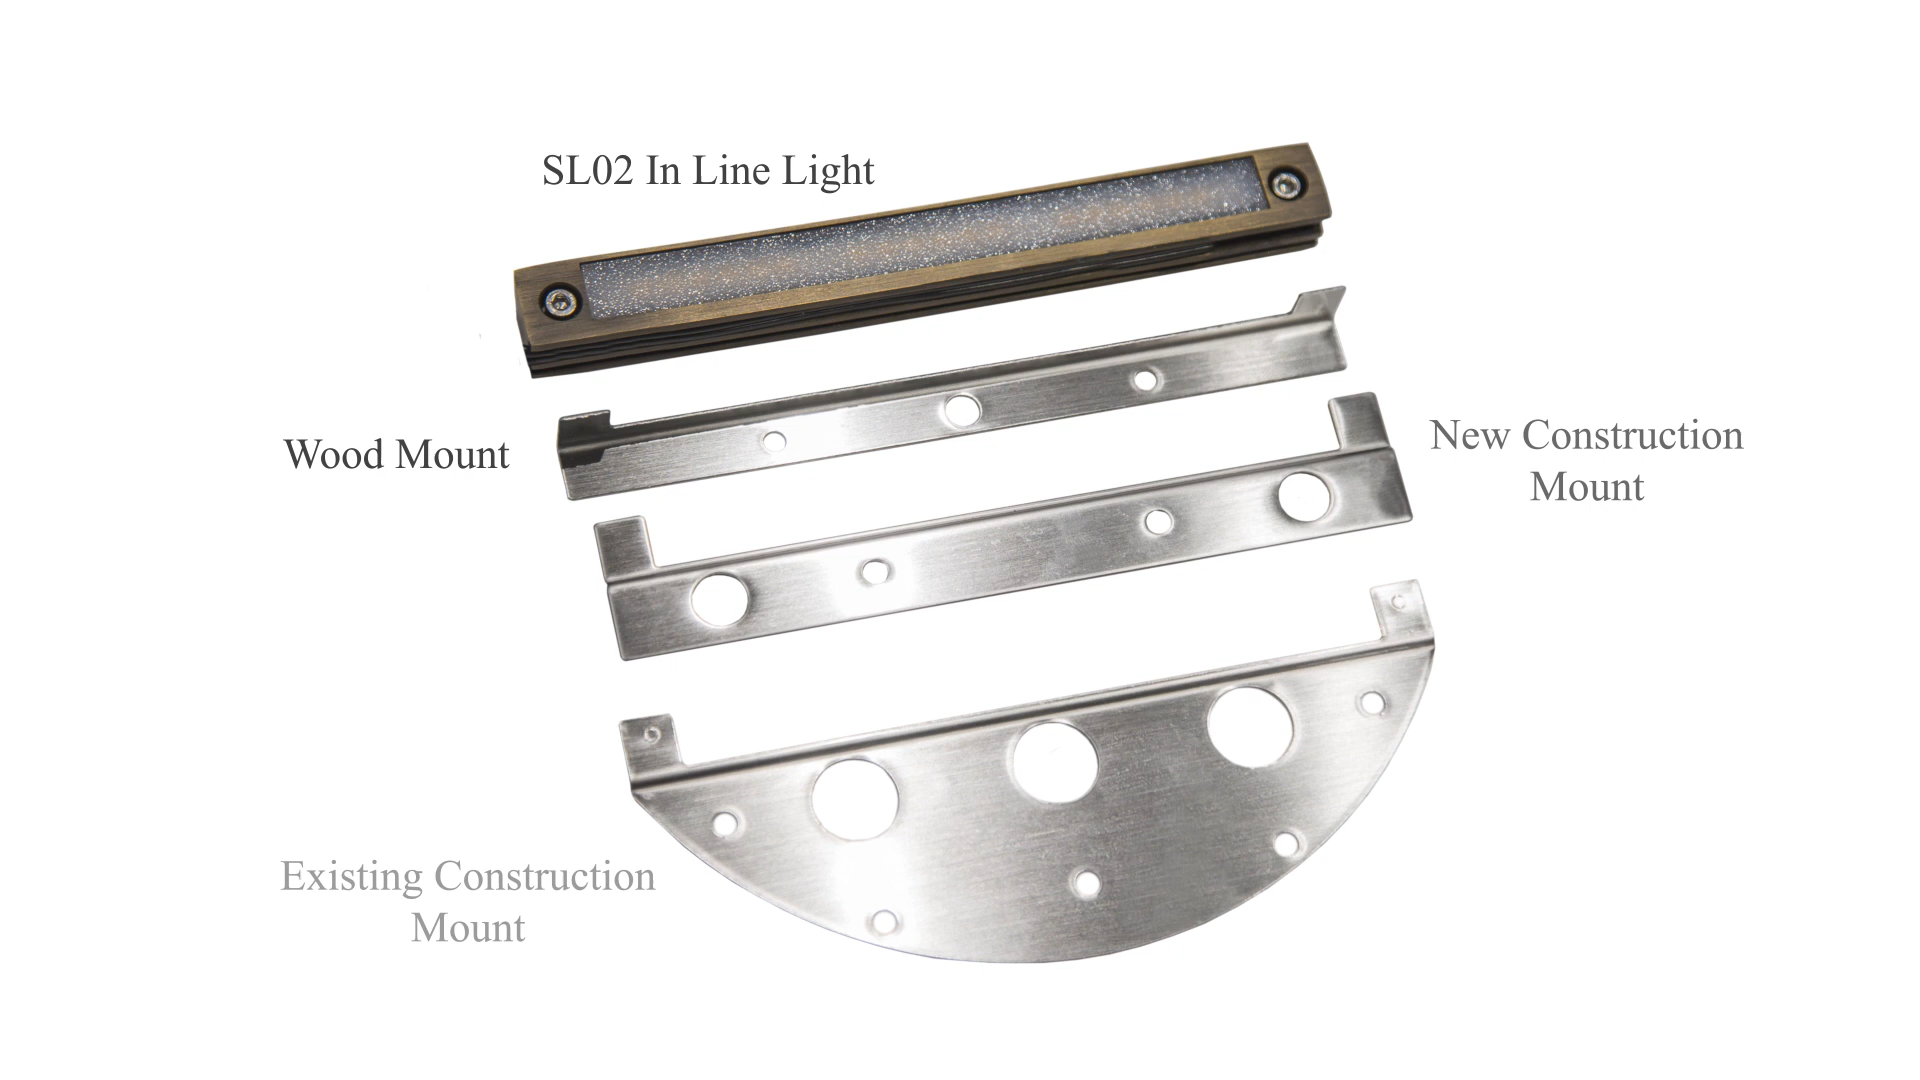 SL02 In Line Light
Wood Mount
New Construction
Mount
Existing Construction
Mount